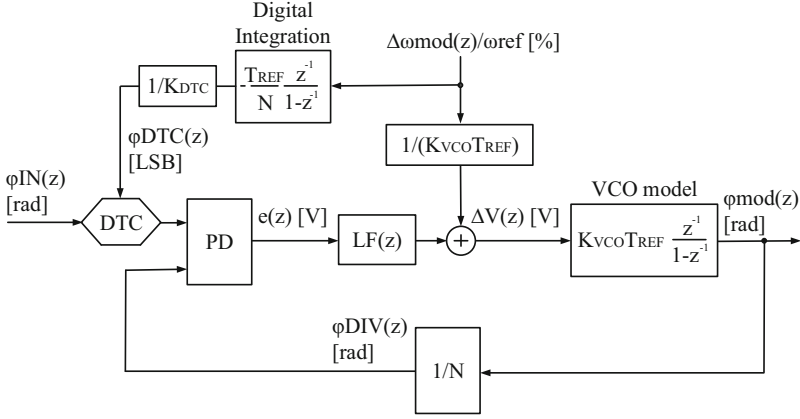 Digital
Integration
Δωmod(z)/ωref [%]
1/KDTC
-TREF/N z⁻¹/1-z⁻¹
φDTC(z)
[LSB]
1/(KVCOTREF)
φIN(z)
[rad]
DTC
PD
e(z) [V]
LF(z)
+
ΔV(z) [V]
VCO model
KVCOTREF z⁻¹/1-z⁻¹
φmod(z)
[rad]
φDIV(z)
[rad]
1/N